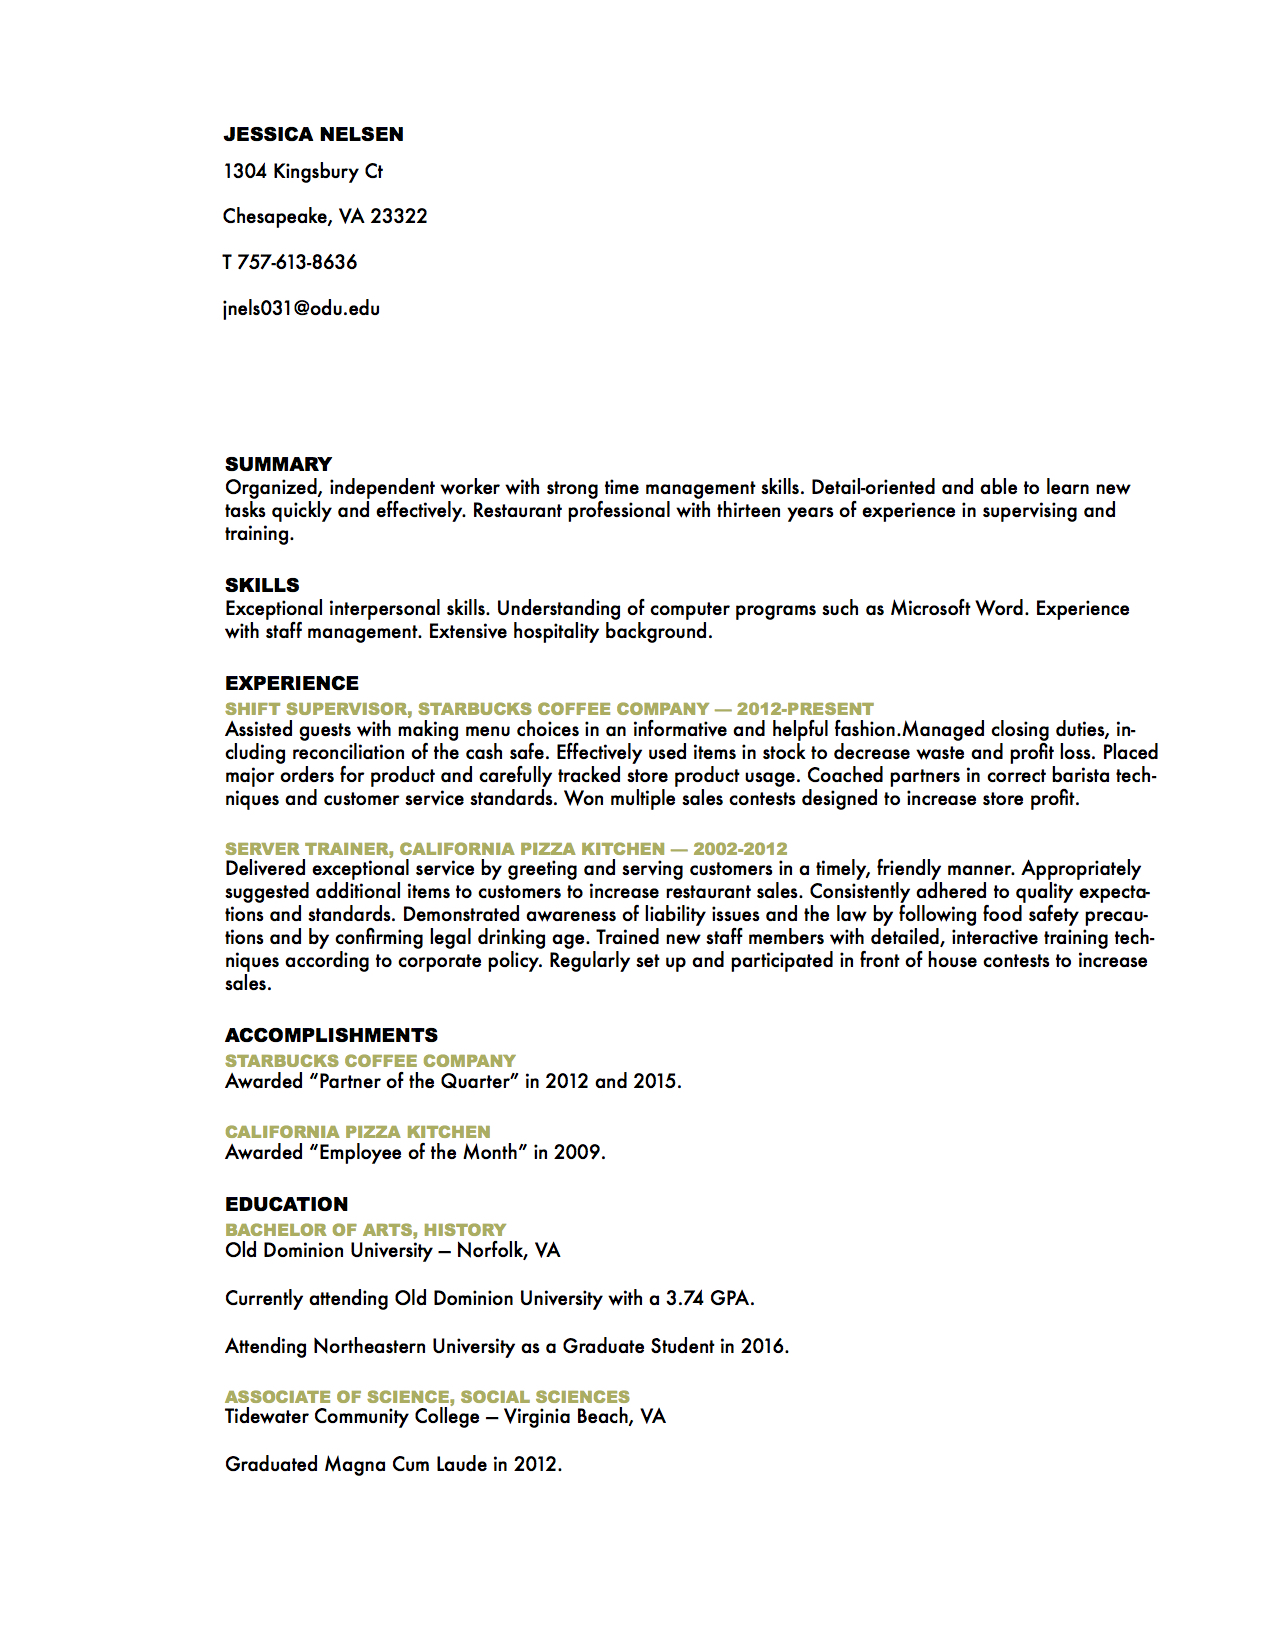 JESSICA NELSEN
1304 Kingsbury Ct
Chesapeake, VA 23322
T 757-613-8636
jnels031@odu.edu
SUMMARY
Organized, independent worker with strong time management skills. Detail-oriented and able to learn new
tasks quickly and effectively. Restaurant professional with thirteen years of experience in supervising and
training.
SKILLS
Exceptional interpersonal skills. Understanding of computer programs such as Microsoft Word. Experience
with staff management. Extensive hospitality background.
EXPERIENCE
SHIFT SUPERVISOR, STARBUCKS COFFEE COMPANY — 2012-PRESENT
Assisted guests with making menu choices in an informative and helpful fashion.Managed closing duties, in-
cluding reconciliation of the cash safe. Effectively used items in stock to decrease waste and profit loss. Placed
major orders for product and carefully tracked store product usage. Coached partners in correct barista tech-
niques and customer service standards. Won multiple sales contests designed to increase store profit.
SERVER TRAINER, CALIFORNIA PIZZA KITCHEN — 2002-2012
Delivered exceptional service by greeting and serving customers in a timely, friendly manner. Appropriately
suggested additional items to customers to increase restaurant sales. Consistently adhered to quality expecta-
tions and standards. Demonstrated awareness of liability issues and the law by following food safety precau-
tions and by confirming legal drinking age. Trained new staff members with detailed, interactive training tech-
niques according to corporate policy. Regularly set up and participated in front of house contests to increase
sales.
ACCOMPLISHMENTS
STARBUCKS COFFEE COMPANY
Awarded “Partner of the Quarter” in 2012 and 2015.
CALIFORNIA PIZZA KITCHEN
Awarded “Employee of the Month” in 2009.
EDUCATION
BACHELOR OF ARTS, HISTORY
Old Dominion University — Norfolk, VA
Currently attending Old Dominion University with a 3.74 GPA.
Attending Northeastern University as a Graduate Student in 2016.
ASSOCIATE OF SCIENCE, SOCIAL SCIENCES
Tidewater Community College — Virginia Beach, VA
Graduated Magna Cum Laude in 2012.